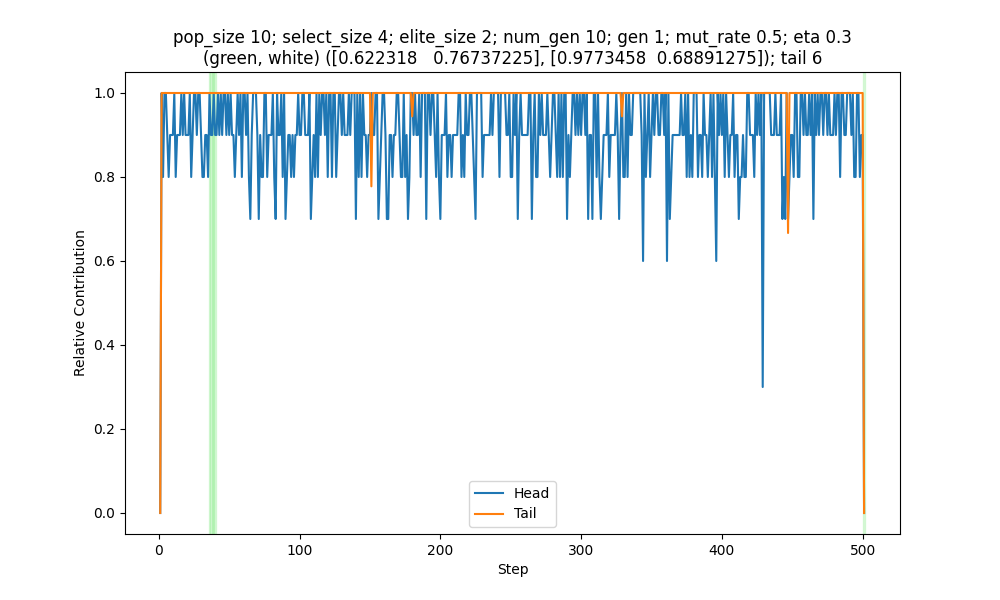 pop_size 10; select_size 4; elite_size 2; num_gen 10; gen 1; mut_rate 0.5; eta 0.3
(green, white) ([0.622318   0.76737225], [0.9773458  0.68891275]); tail 6
Relative Contribution
1.0
0.8
0.6
0.4
0.2
0.0
Head
Tail
0
100
200
300
400
500
Step